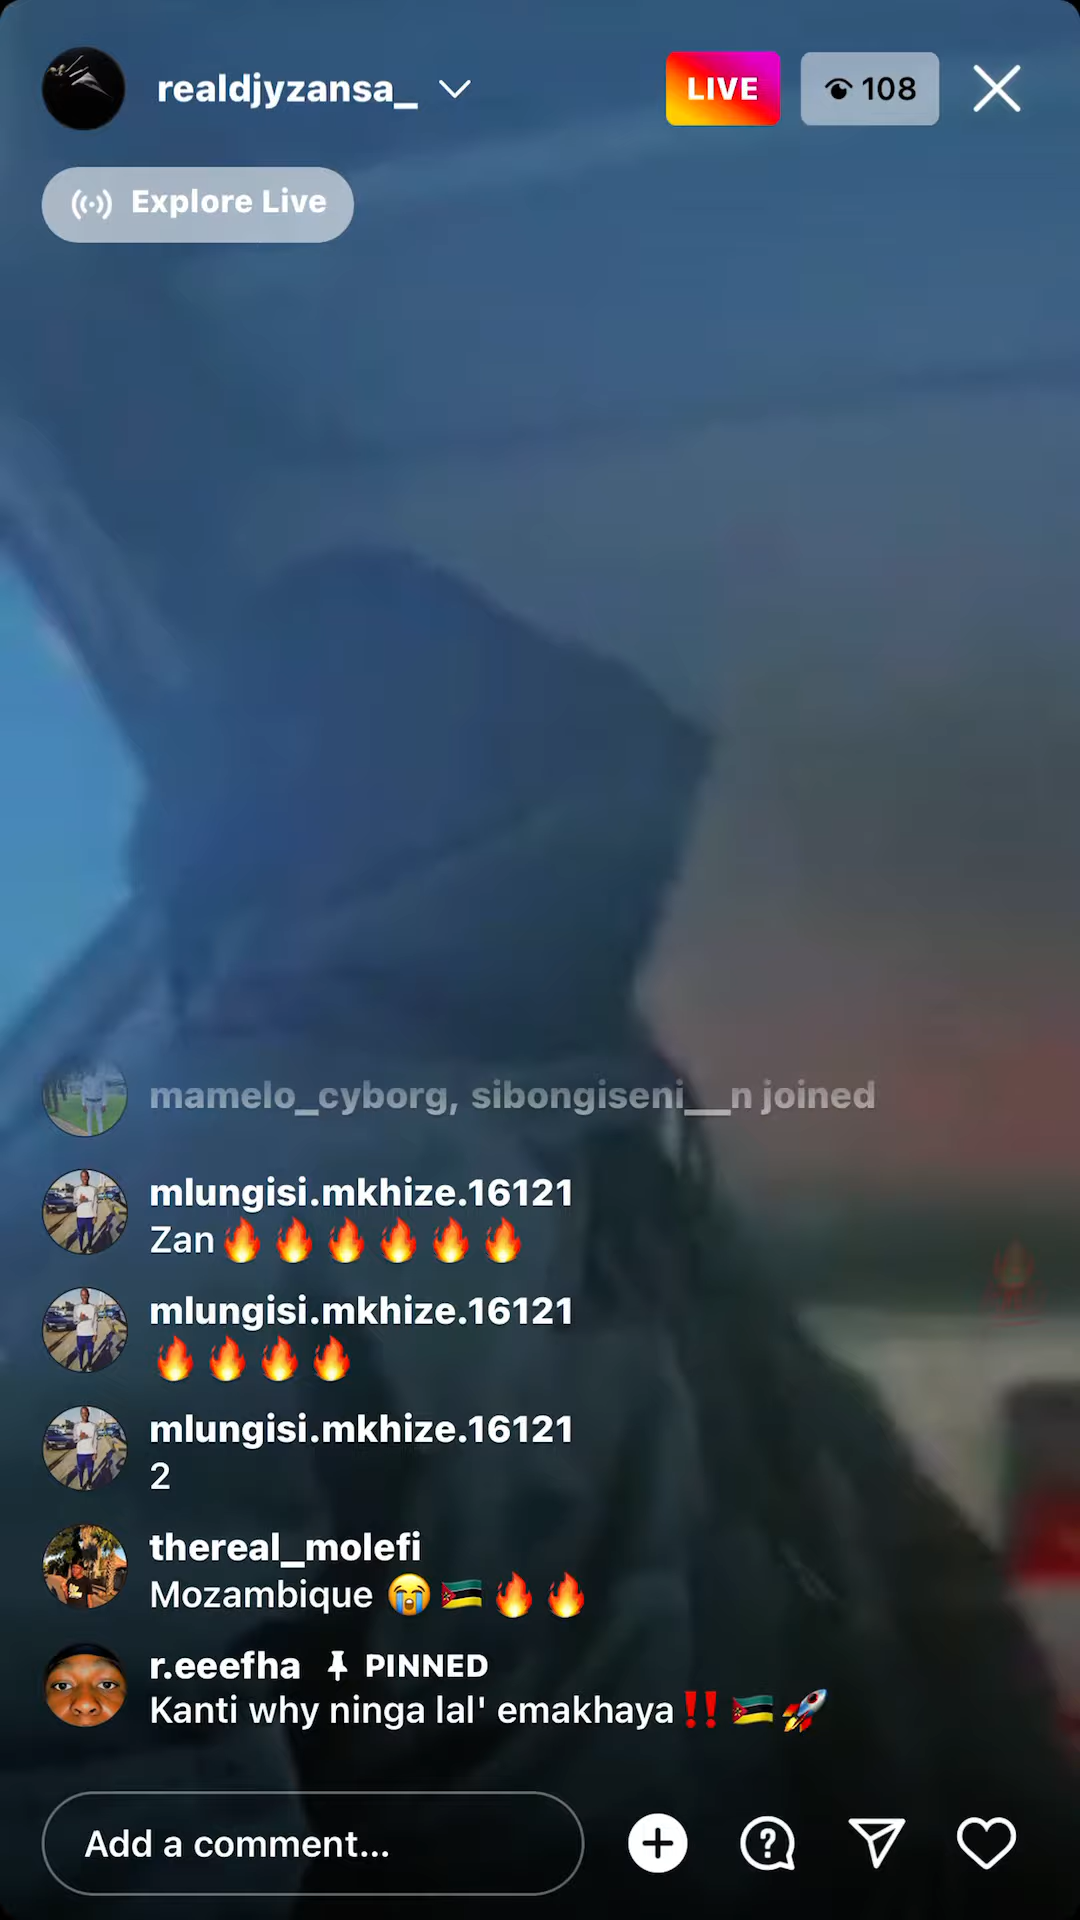 realdjyzansa_
LIVE
108
Explore Live
mamelo_cyborg, sibongiseni__n joined
mlungisi.mkhize.16121
Zan🔥🔥🔥🔥🔥🔥
mlungisi.mkhize.16121
🔥🔥🔥🔥
mlungisi.mkhize.16121
2
thereal_molefi
Mozambique 😭🇲🇿🔥🔥
r.eeefha 📌 PINNED
Kanti why ninga lal' emakhaya‼️🇲🇿🚀
Add a comment...